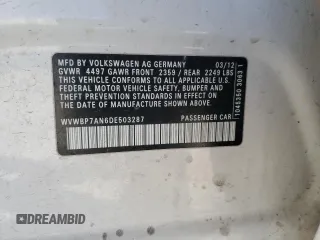 MFD BY VOLKSWAGEN AG GERMANY 03/12
GVWR 4497 GAWR FRONT 2359 / REAR 2249 LBS
THIS VEHICLE CONFORMS TO ALL APPLICABLE
FEDERAL MOTOR VEHICLE SAFETY, BUMPER AND
THEFT PREVENTION STANDARDS IN EFFECT ON THE
DATE OF MANUFACTURE SHOWN ABOVE.
WVWBP7AN6DE503287 PASSENGER CAR
DREAMBID